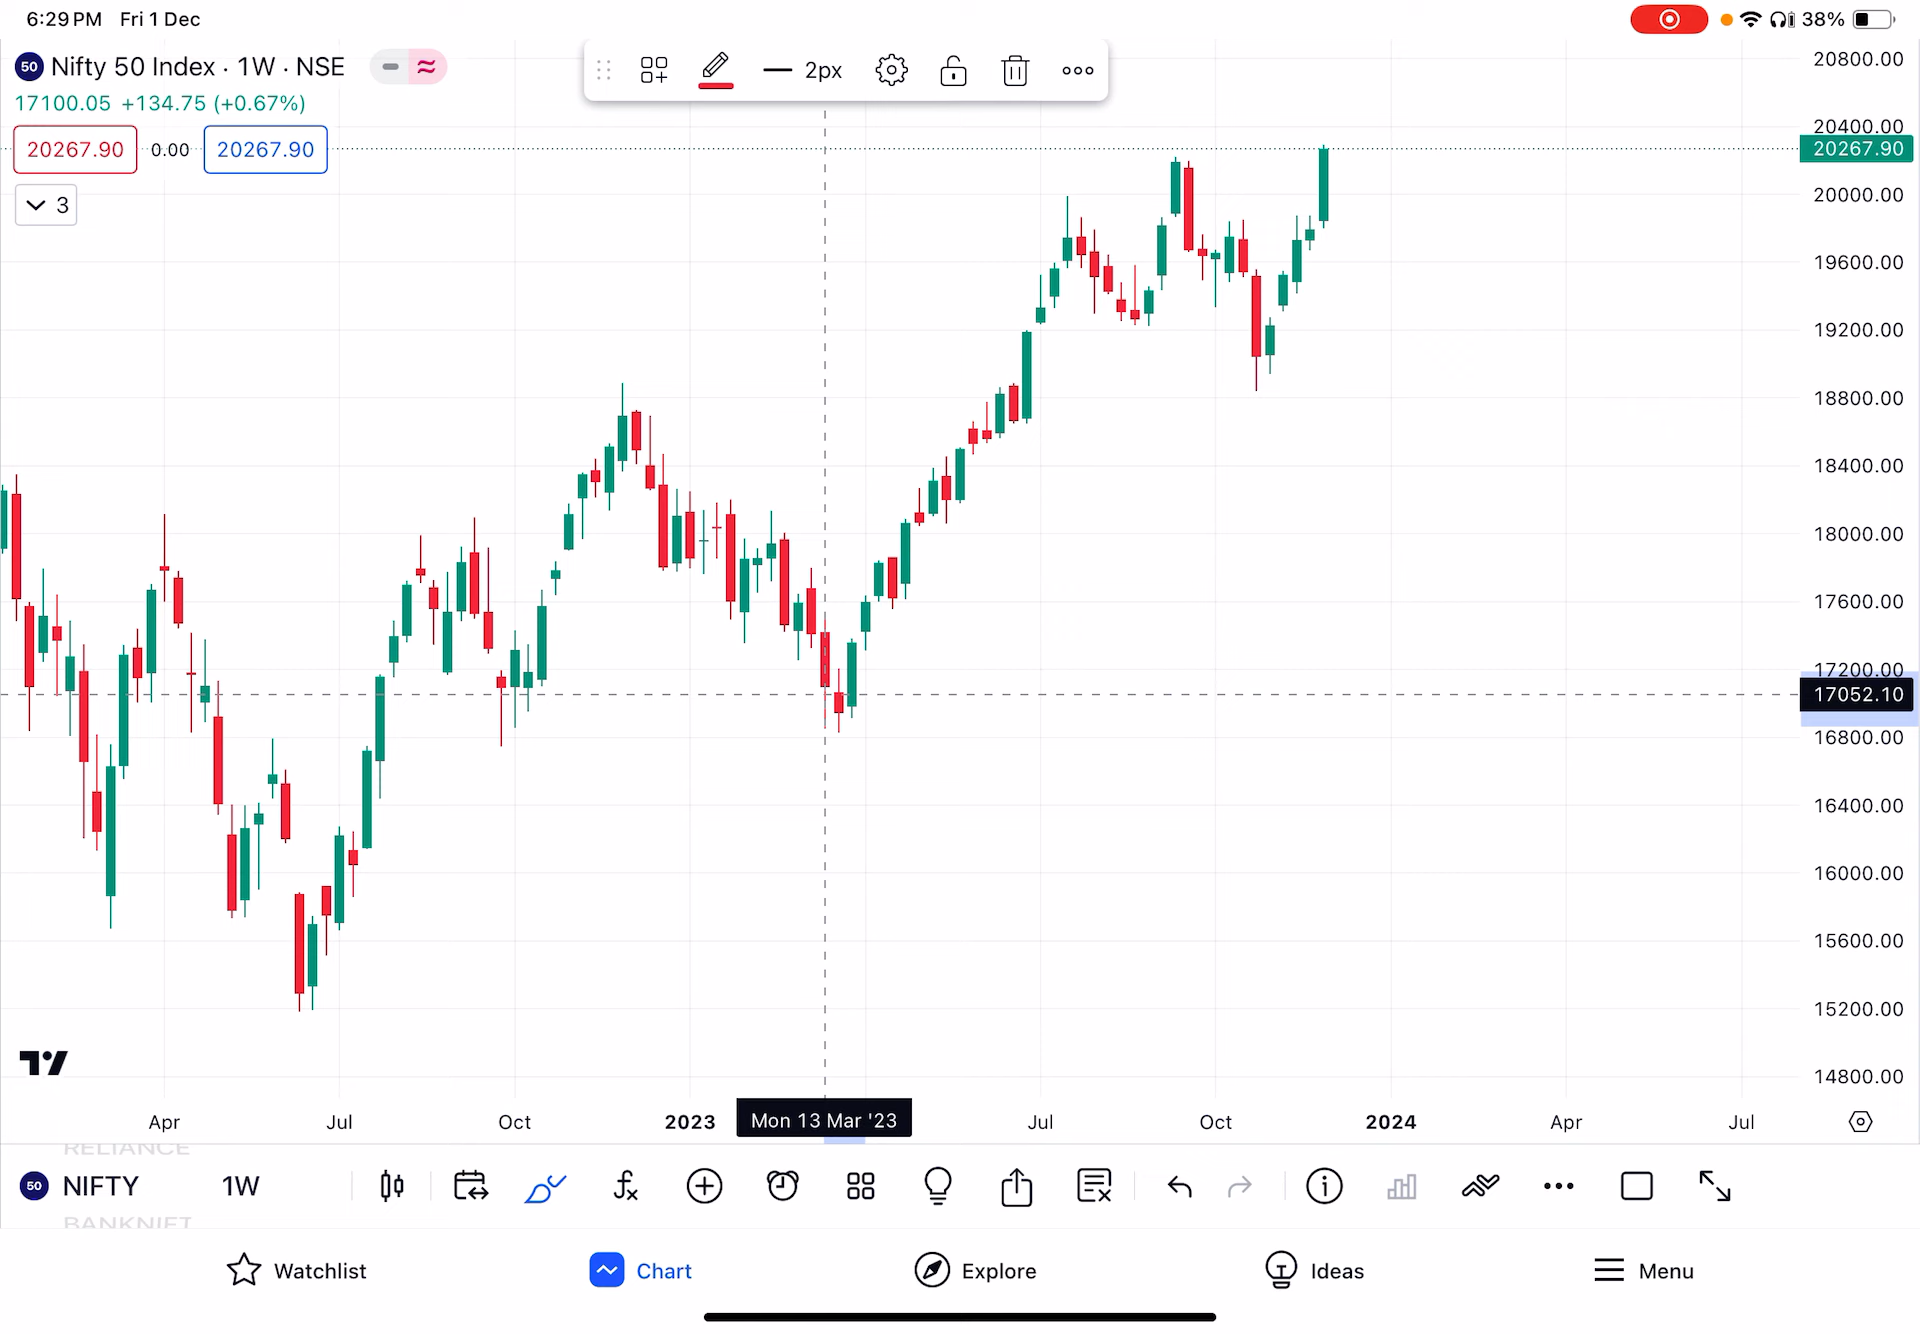 6:29 PM Fri 1 Dec
38%
50 Nifty 50 Index · 1W · NSE
17100.05 +134.75 (+0.67%)
20267.90 0.00 20267.90
3
2px
20800.00
20400.00
20267.90
20000.00
19600.00
19200.00
18800.00
18400.00
18000.00
17600.00
17200.00
17052.10
16800.00
16400.00
16000.00
15600.00
15200.00
14800.00
Apr Jul Oct 2023 Mon 13 Mar '23 Jul Oct 2024 Apr Jul
RELIANCE
50 NIFTY 1W
BANKNIFT
Watchlist Chart Explore Ideas Menu